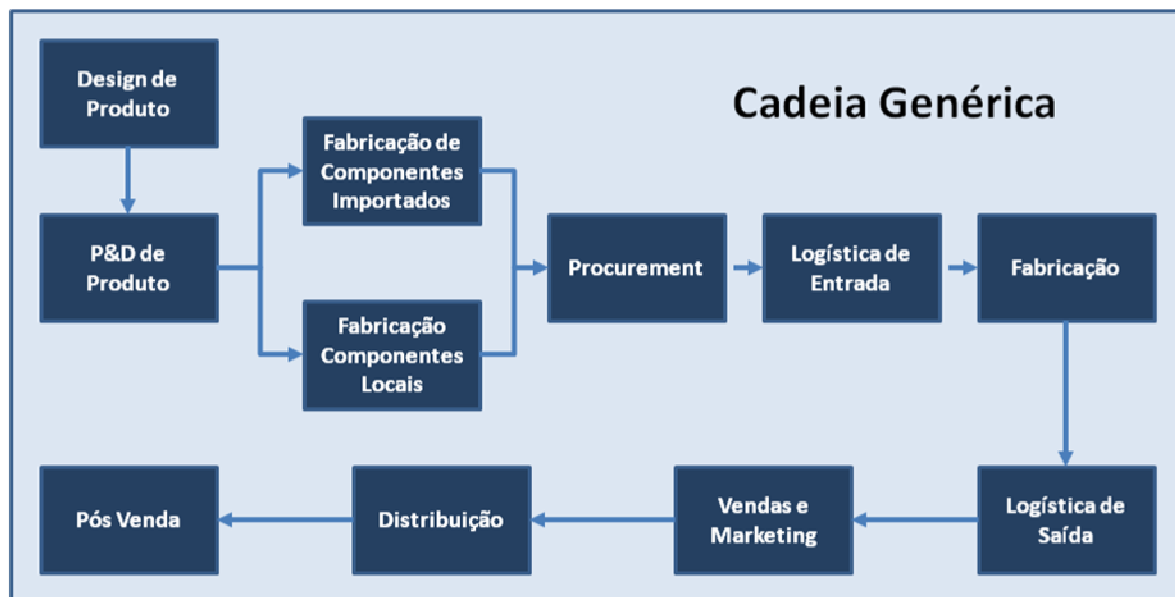 Cadeia Genérica
Design de
Produto
P&D de
Produto
Fabricação de
Componentes
Importados
Fabricação
Componentes
Locais
Procurement
Logística de
Entrada
Fabricação
Logística de
Saída
Vendas e
Marketing
Distribuição
Pós Venda